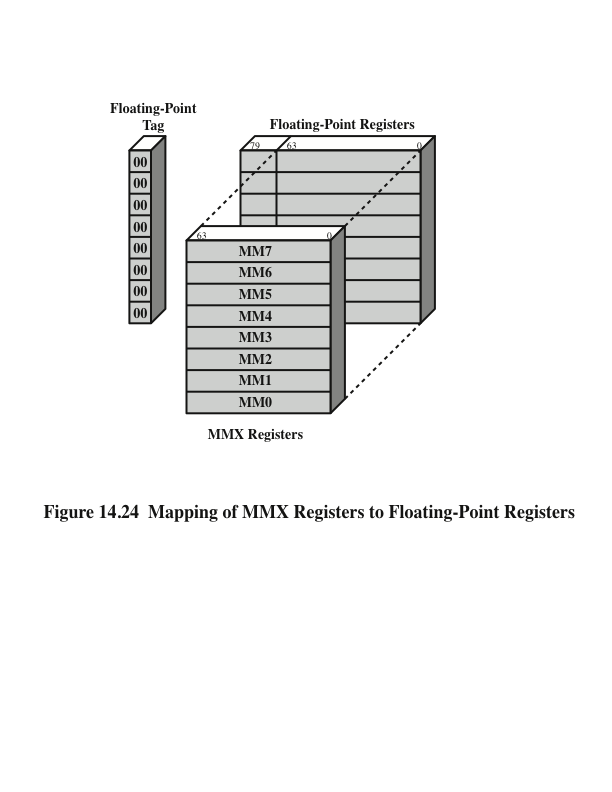 Floating-Point
Tag
Floating-Point Registers
79 63 0
00
00
00
00
00
00
00
00
63 0
MM7
MM6
MM5
MM4
MM3
MM2
MM1
MM0
MMX Registers
Figure 14.24 Mapping of MMX Registers to Floating-Point Registers